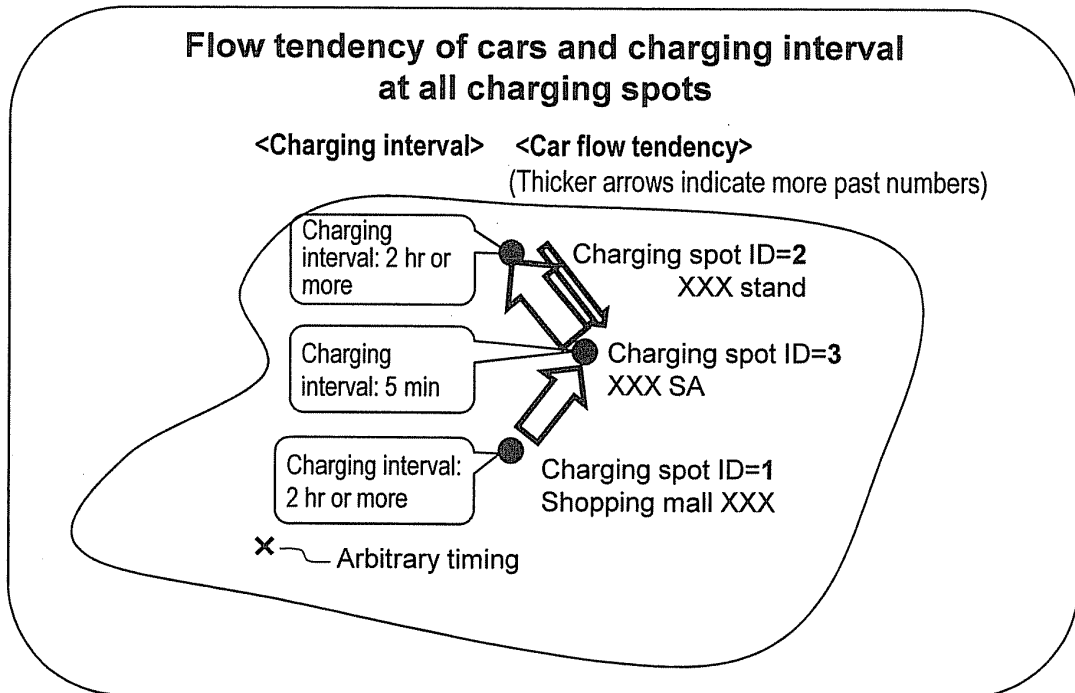 Flow tendency of cars and charging interval
at all charging spots
<Charging interval>
<Car flow tendency>
(Thicker arrows indicate more past numbers)
Charging
interval: 2 hr or
more
Charging spot ID=2
XXX stand
Charging
interval: 5 min
Charging spot ID=3
XXX SA
Charging interval:
2 hr or more
Charging spot ID=1
Shopping mall XXX
Arbitrary timing